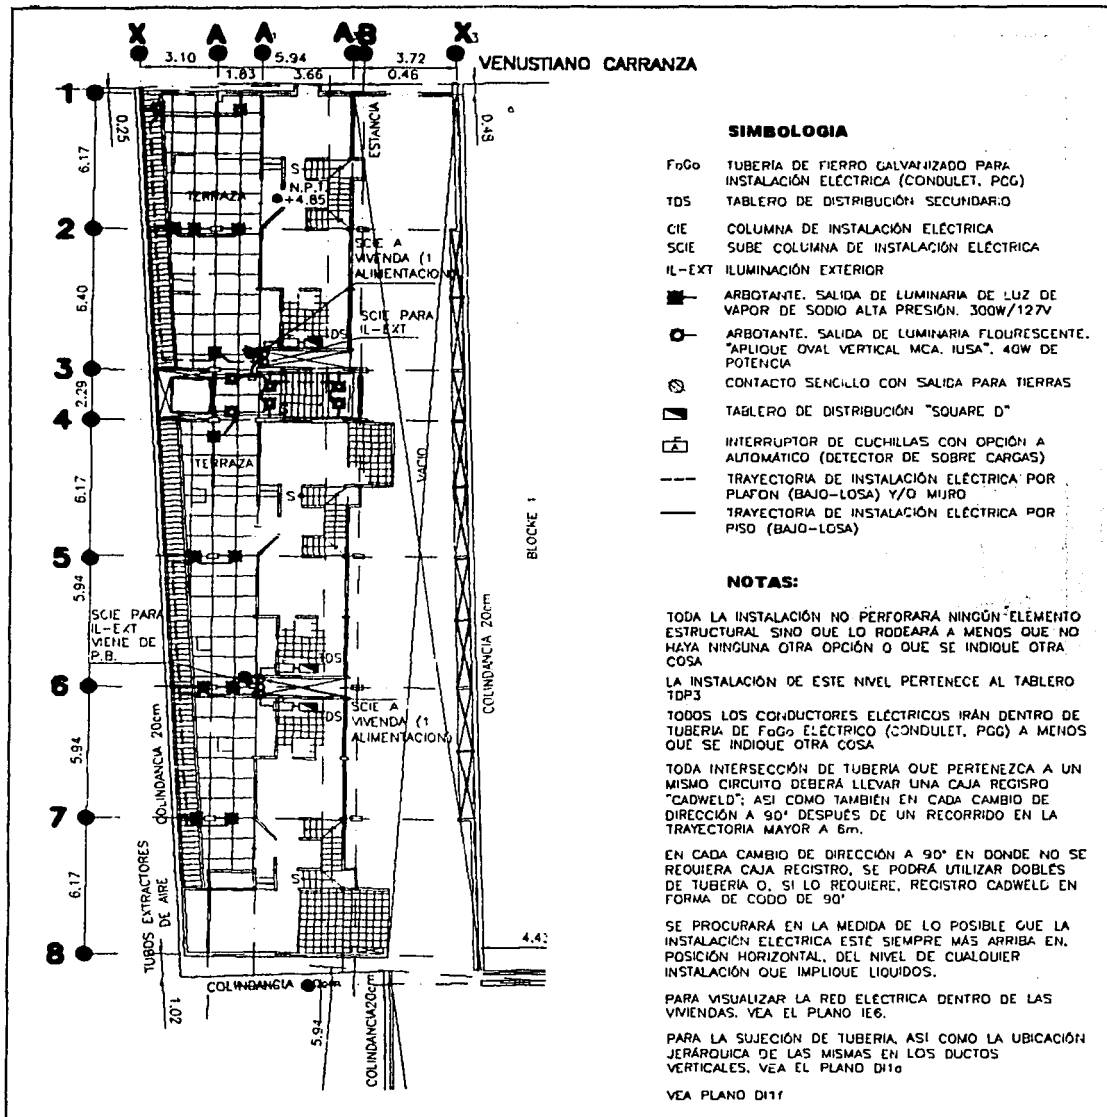 X A A1 A2 B X3
3.10 5.94 3.72
1.83 3.66 0.46
VENUSTIANO CARRANZA
1
0.25
0.48
6.17
ESTANCIA
S
N.P.T.
+4.85
TERRAZA
2
SCIE A
VIVENDA (1
ALIMENTACION)
6.40
SCIE PARA
IL-EXT
TDS
3
2.29
4
TERRAZA
VACIO
6.17
S
BLOCKE 1
5
5.94
SCIE PARA
IL-EXT
VIENE DE
P.B.
TDS
6
TDS
SCIE A
VIVENDA (1
ALIMENTACION)
COLINDANCIA 20cm
COLINDANCIA 20cm
5.94
7
6.17
S
TUBOS EXTRACTORES
DE AIRE
8
4.43
COLINDANCIA
1.02
5.94
COLINDANCIA20cm
SIMBOLOGIA
FoGo TUBERÍA DE FIERRO GALVANIZADO PARA
INSTALACIÓN ELÉCTRICA (CONDULET, PCG)
TDS TABLERO DE DISTRIBUCIÓN SECUNDARIO
CIE COLUMNA DE INSTALACIÓN ELÉCTRICA
SCIE SUBE COLUMNA DE INSTALACIÓN ELÉCTRICA
IL-EXT ILUMINACIÓN EXTERIOR
ARBOTANTE. SALIDA DE LUMINARIA DE LUZ DE
VAPOR DE SODIO ALTA PRESIÓN. 300W/127V
ARBOTANTE. SALIDA DE LUMINARIA FLOURESCENTE.
"APLIQUE OVAL VERTICAL MCA. IUSA". 40W DE
POTENCIA
CONTACTO SENCILLO CON SALIDA PARA TIERRAS
TABLERO DE DISTRIBUCIÓN "SQUARE D"
INTERRUPTOR DE CUCHILLAS CON OPCIÓN A
AUTOMÁTICO (DETECTOR DE SOBRE CARGAS)
TRAYECTORIA DE INSTALACIÓN ELÉCTRICA POR
PLAFON (BAJO-LOSA) Y/O MURO
TRAYECTORIA DE INSTALACIÓN ELÉCTRICA POR
PISO (BAJO-LOSA)
NOTAS:
TODA LA INSTALACIÓN NO PERFORARÁ NINGÚN ELEMENTO
ESTRUCTURAL SINO QUE LO RODEARÁ A MENOS QUE NO
HAYA NINGUNA OTRA OPCIÓN O QUE SE INDIQUE OTRA
COSA
LA INSTALACIÓN DE ESTE NIVEL PERTENECE AL TABLERO
TDP3
TODOS LOS CONDUCTORES ELÉCTRICOS IRÁN DENTRO DE
TUBERÍA DE FoGo ELÉCTRICO (CONDULET, PGG) A MENOS
QUE SE INDIQUE OTRA COSA
TODA INTERSECCIÓN DE TUBERÍA QUE PERTENEZCA A UN
MISMO CIRCUITO DEBERÁ LLEVAR UNA CAJA REGISRO
"CADWELD"; ASI COMO TAMBIÉN EN CADA CAMBIO DE
DIRECCIÓN A 90° DESPUÉS DE UN RECORRIDO EN LA
TRAYECTORIA MAYOR A 6m.
EN CADA CAMBIO DE DIRECCIÓN A 90° EN DONDE NO SE
REQUIERA CAJA REGISTRO, SE PODRÁ UTILIZAR DOBLÉS
DE TUBERÍA O, SI LO REQUIERE, REGISTRO CADWELD EN
FORMA DE CODO DE 90°
SE PROCURARÁ EN LA MEDIDA DE LO POSIBLE QUE LA
INSTALACIÓN ELÉCTRICA ESTÉ SIEMPRE MÁS ARRIBA EN,
POSICIÓN HORIZONTAL, DEL NIVEL DE CUALQUIER
INSTALACIÓN QUE IMPLIQUE LIQUIDOS.
PARA VISUALIZAR LA RED ELÉCTRICA DENTRO DE LAS
VIVIENDAS. VEA EL PLANO IE6.
PARA LA SUJECIÓN DE TUBERÍA, ASÍ COMO LA UBICACIÓN
JERÁRQUICA DE LAS MISMAS EN LOS DUCTOS
VERTICALES, VEA EL PLANO DI1a
VEA PLANO DI1f